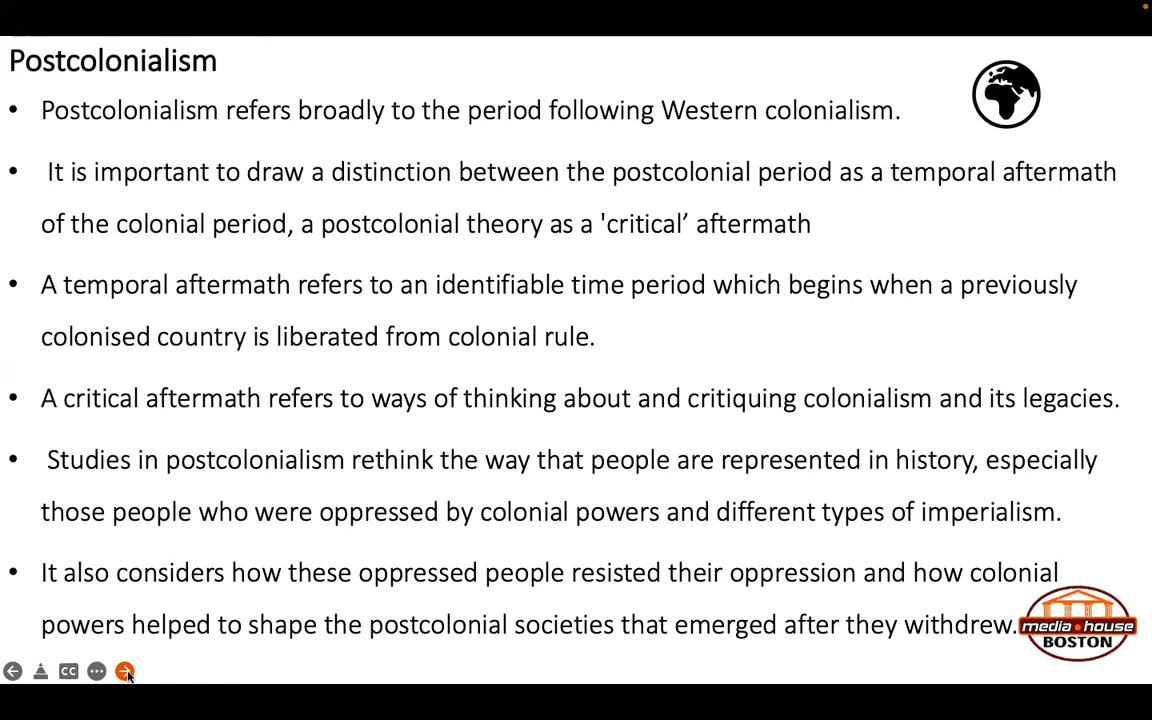 Postcolonialism
• Postcolonialism refers broadly to the period following Western colonialism.
• It is important to draw a distinction between the postcolonial period as a temporal aftermath
of the colonial period, a postcolonial theory as a 'critical’ aftermath
• A temporal aftermath refers to an identifiable time period which begins when a previously
colonised country is liberated from colonial rule.
• A critical aftermath refers to ways of thinking about and critiquing colonialism and its legacies.
• Studies in postcolonialism rethink the way that people are represented in history, especially
those people who were oppressed by colonial powers and different types of imperialism.
• It also considers how these oppressed people resisted their oppression and how colonial
powers helped to shape the postcolonial societies that emerged after they withdrew.
media•house
BOSTON
CC